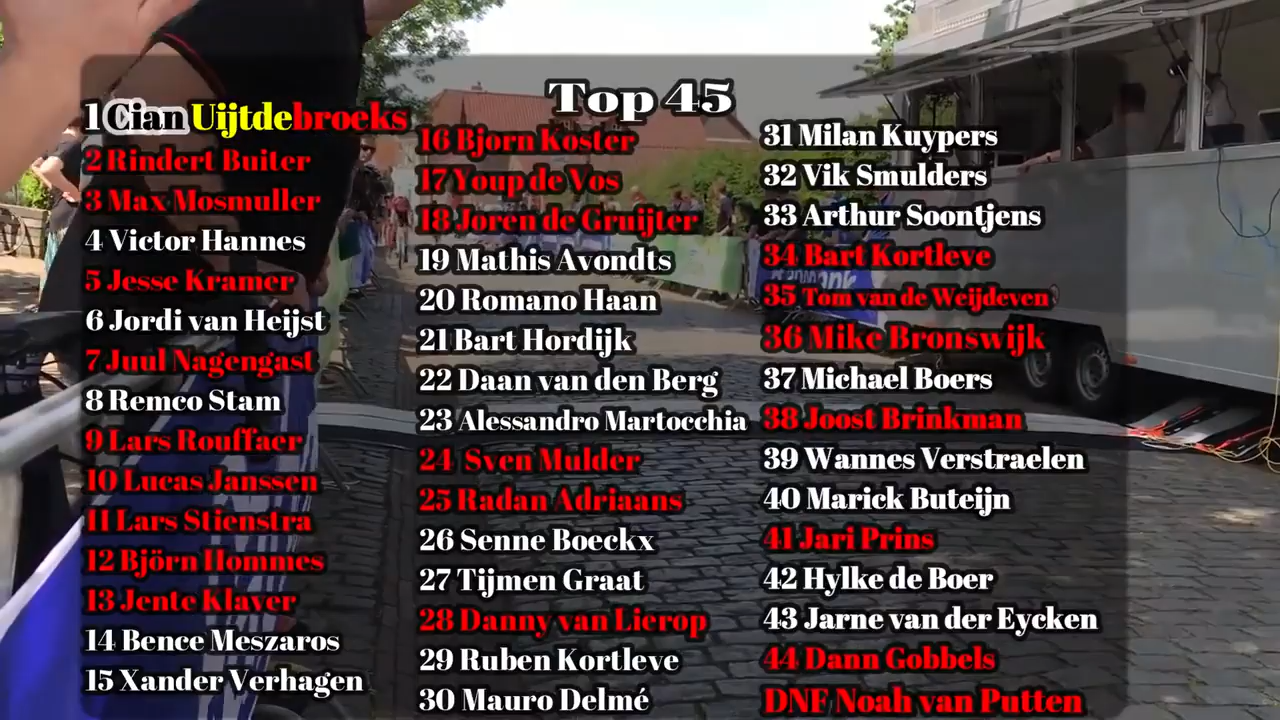 Top 45
1 Cian Uijtdebroeks
2 Rindert Buiter
3 Max Mosmuller
4 Victor Hannes
5 Jesse Kramer
6 Jordi van Heijst
7 Juul Nagengast
8 Remco Stam
9 Lars Rouffaer
10 Lucas Janssen
11 Lars Stienstra
12 Björn Hommes
13 Jente Klaver
14 Bence Meszaros
15 Xander Verhagen
16 Bjorn Koster
17 Youp de Vos
18 Joren de Gruijter
19 Mathis Avondts
20 Romano Haan
21 Bart Hordijk
22 Daan van den Berg
23 Alessandro Martocchia
24 Sven Mulder
25 Radan Adriaans
26 Senne Boeckx
27 Tijmen Graat
28 Danny van Lierop
29 Ruben Kortleve
30 Mauro Delmé
31 Milan Kuypers
32 Vik Smulders
33 Arthur Soontjens
34 Bart Kortleve
35 Tom van de Weijdeven
36 Mike Bronswijk
37 Michael Boers
38 Joost Brinkman
39 Wannes Verstraelen
40 Marick Buteijn
41 Jari Prins
42 Hylke de Boer
43 Jarne van der Eycken
44 Dann Gobbels
DNF Noah van Putten